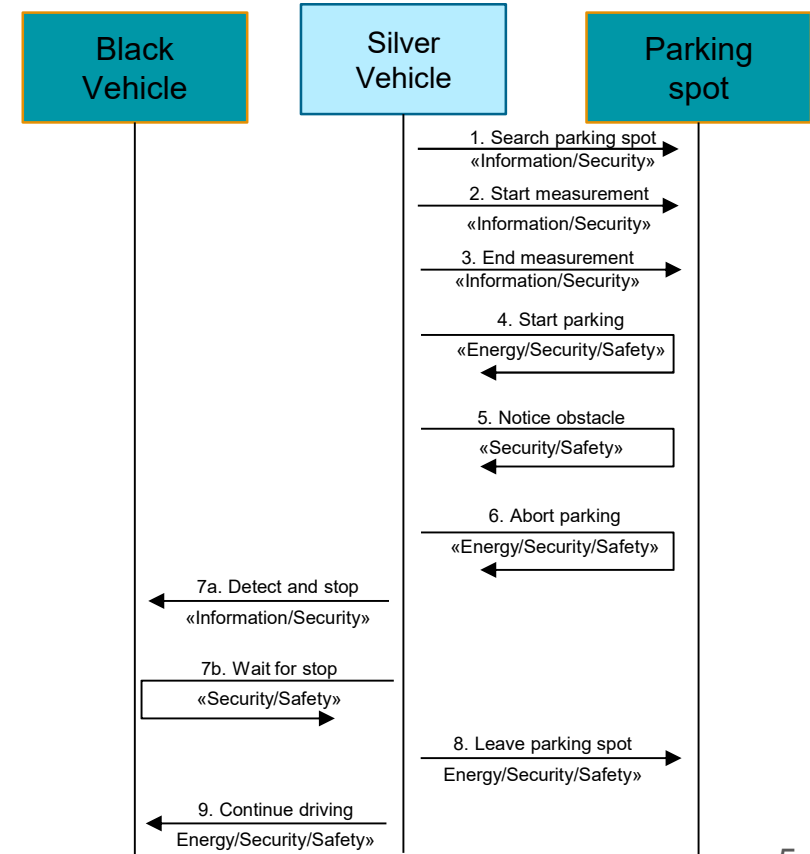 Black
Vehicle
Silver
Vehicle
Parking
spot
1. Search parking spot
«Information/Security»
2. Start measurement
«Information/Security»
3. End measurement
«Information/Security»
4. Start parking
«Energy/Security/Safety»
5. Notice obstacle
«Security/Safety»
6. Abort parking
«Energy/Security/Safety»
7a. Detect and stop
«Information/Security»
7b. Wait for stop
«Security/Safety»
8. Leave parking spot
Energy/Security/Safety»
9. Continue driving
Energy/Security/Safety»